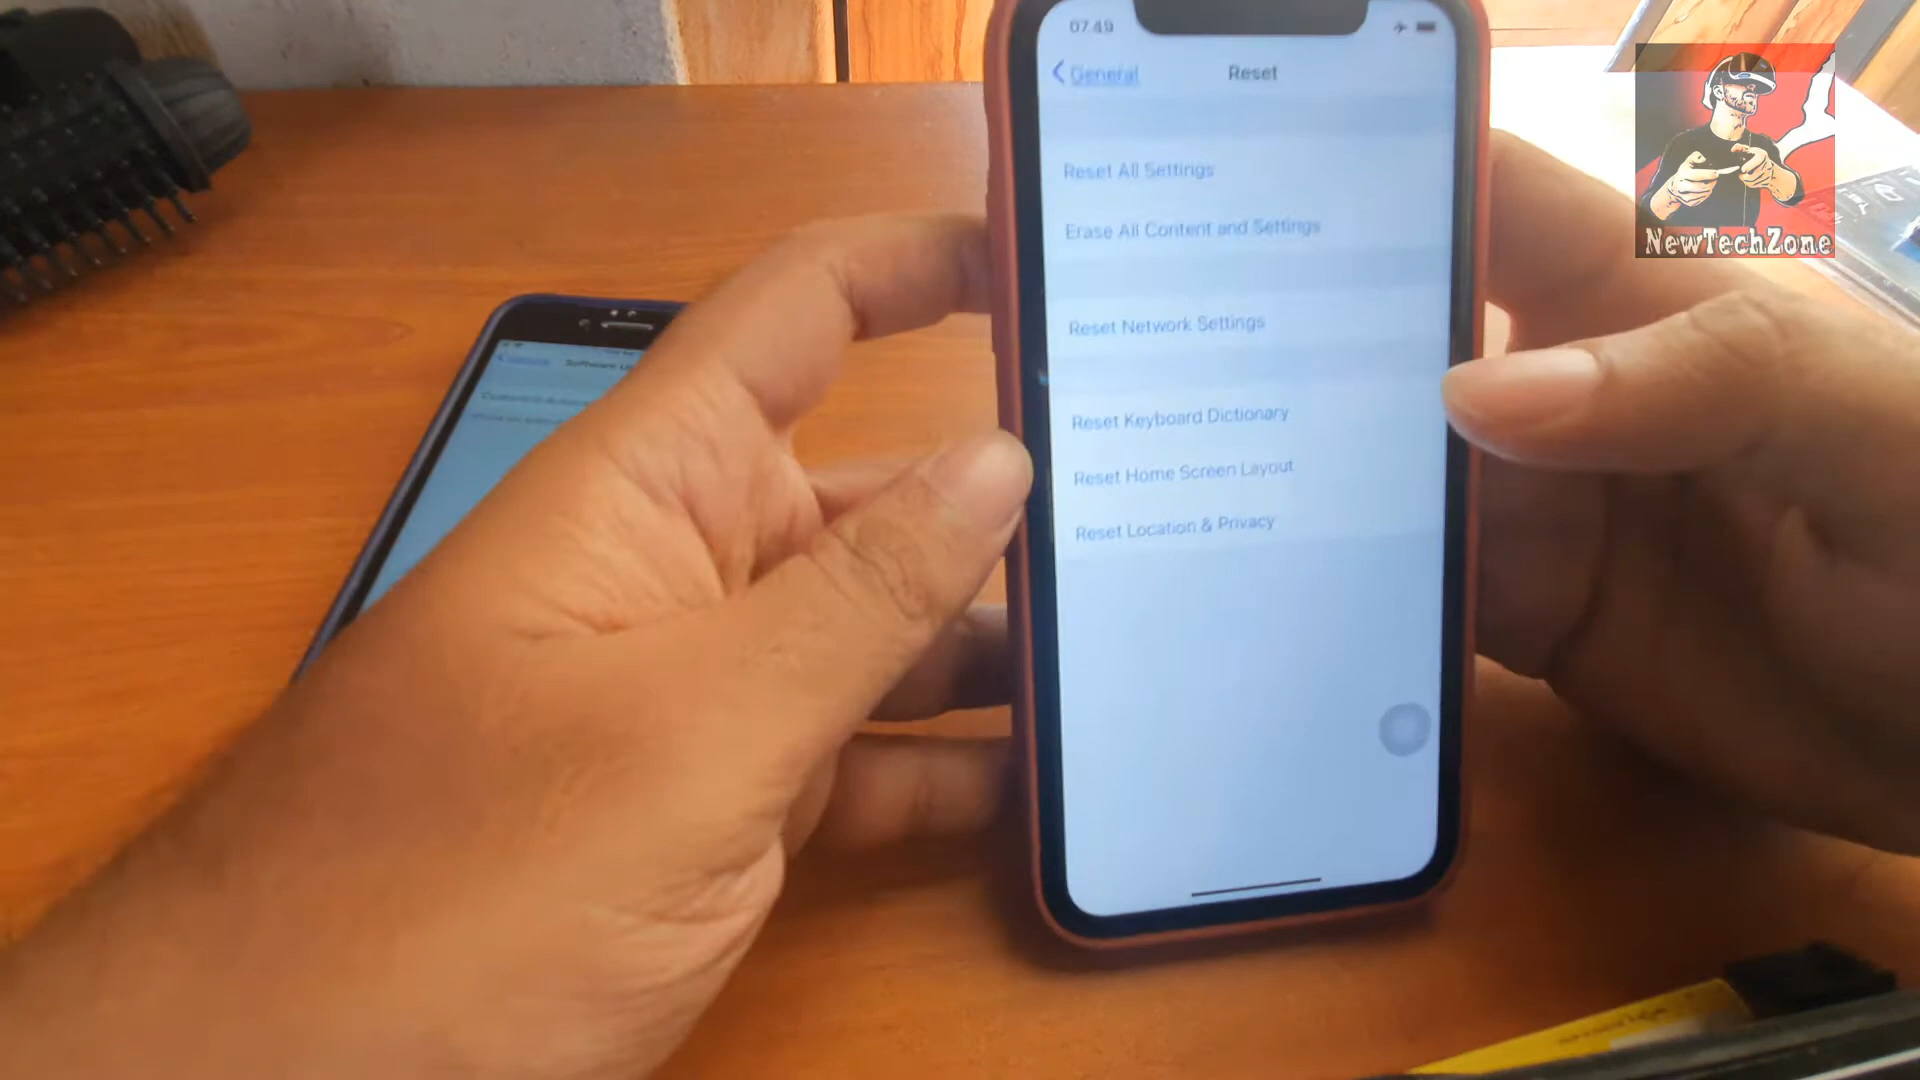 07.49
General
Reset
Reset All Settings
Erase All Content and Settings
Reset Network Settings
Reset Keyboard Dictionary
Reset Home Screen Layout
Reset Location & Privacy
NewTechZone
Software